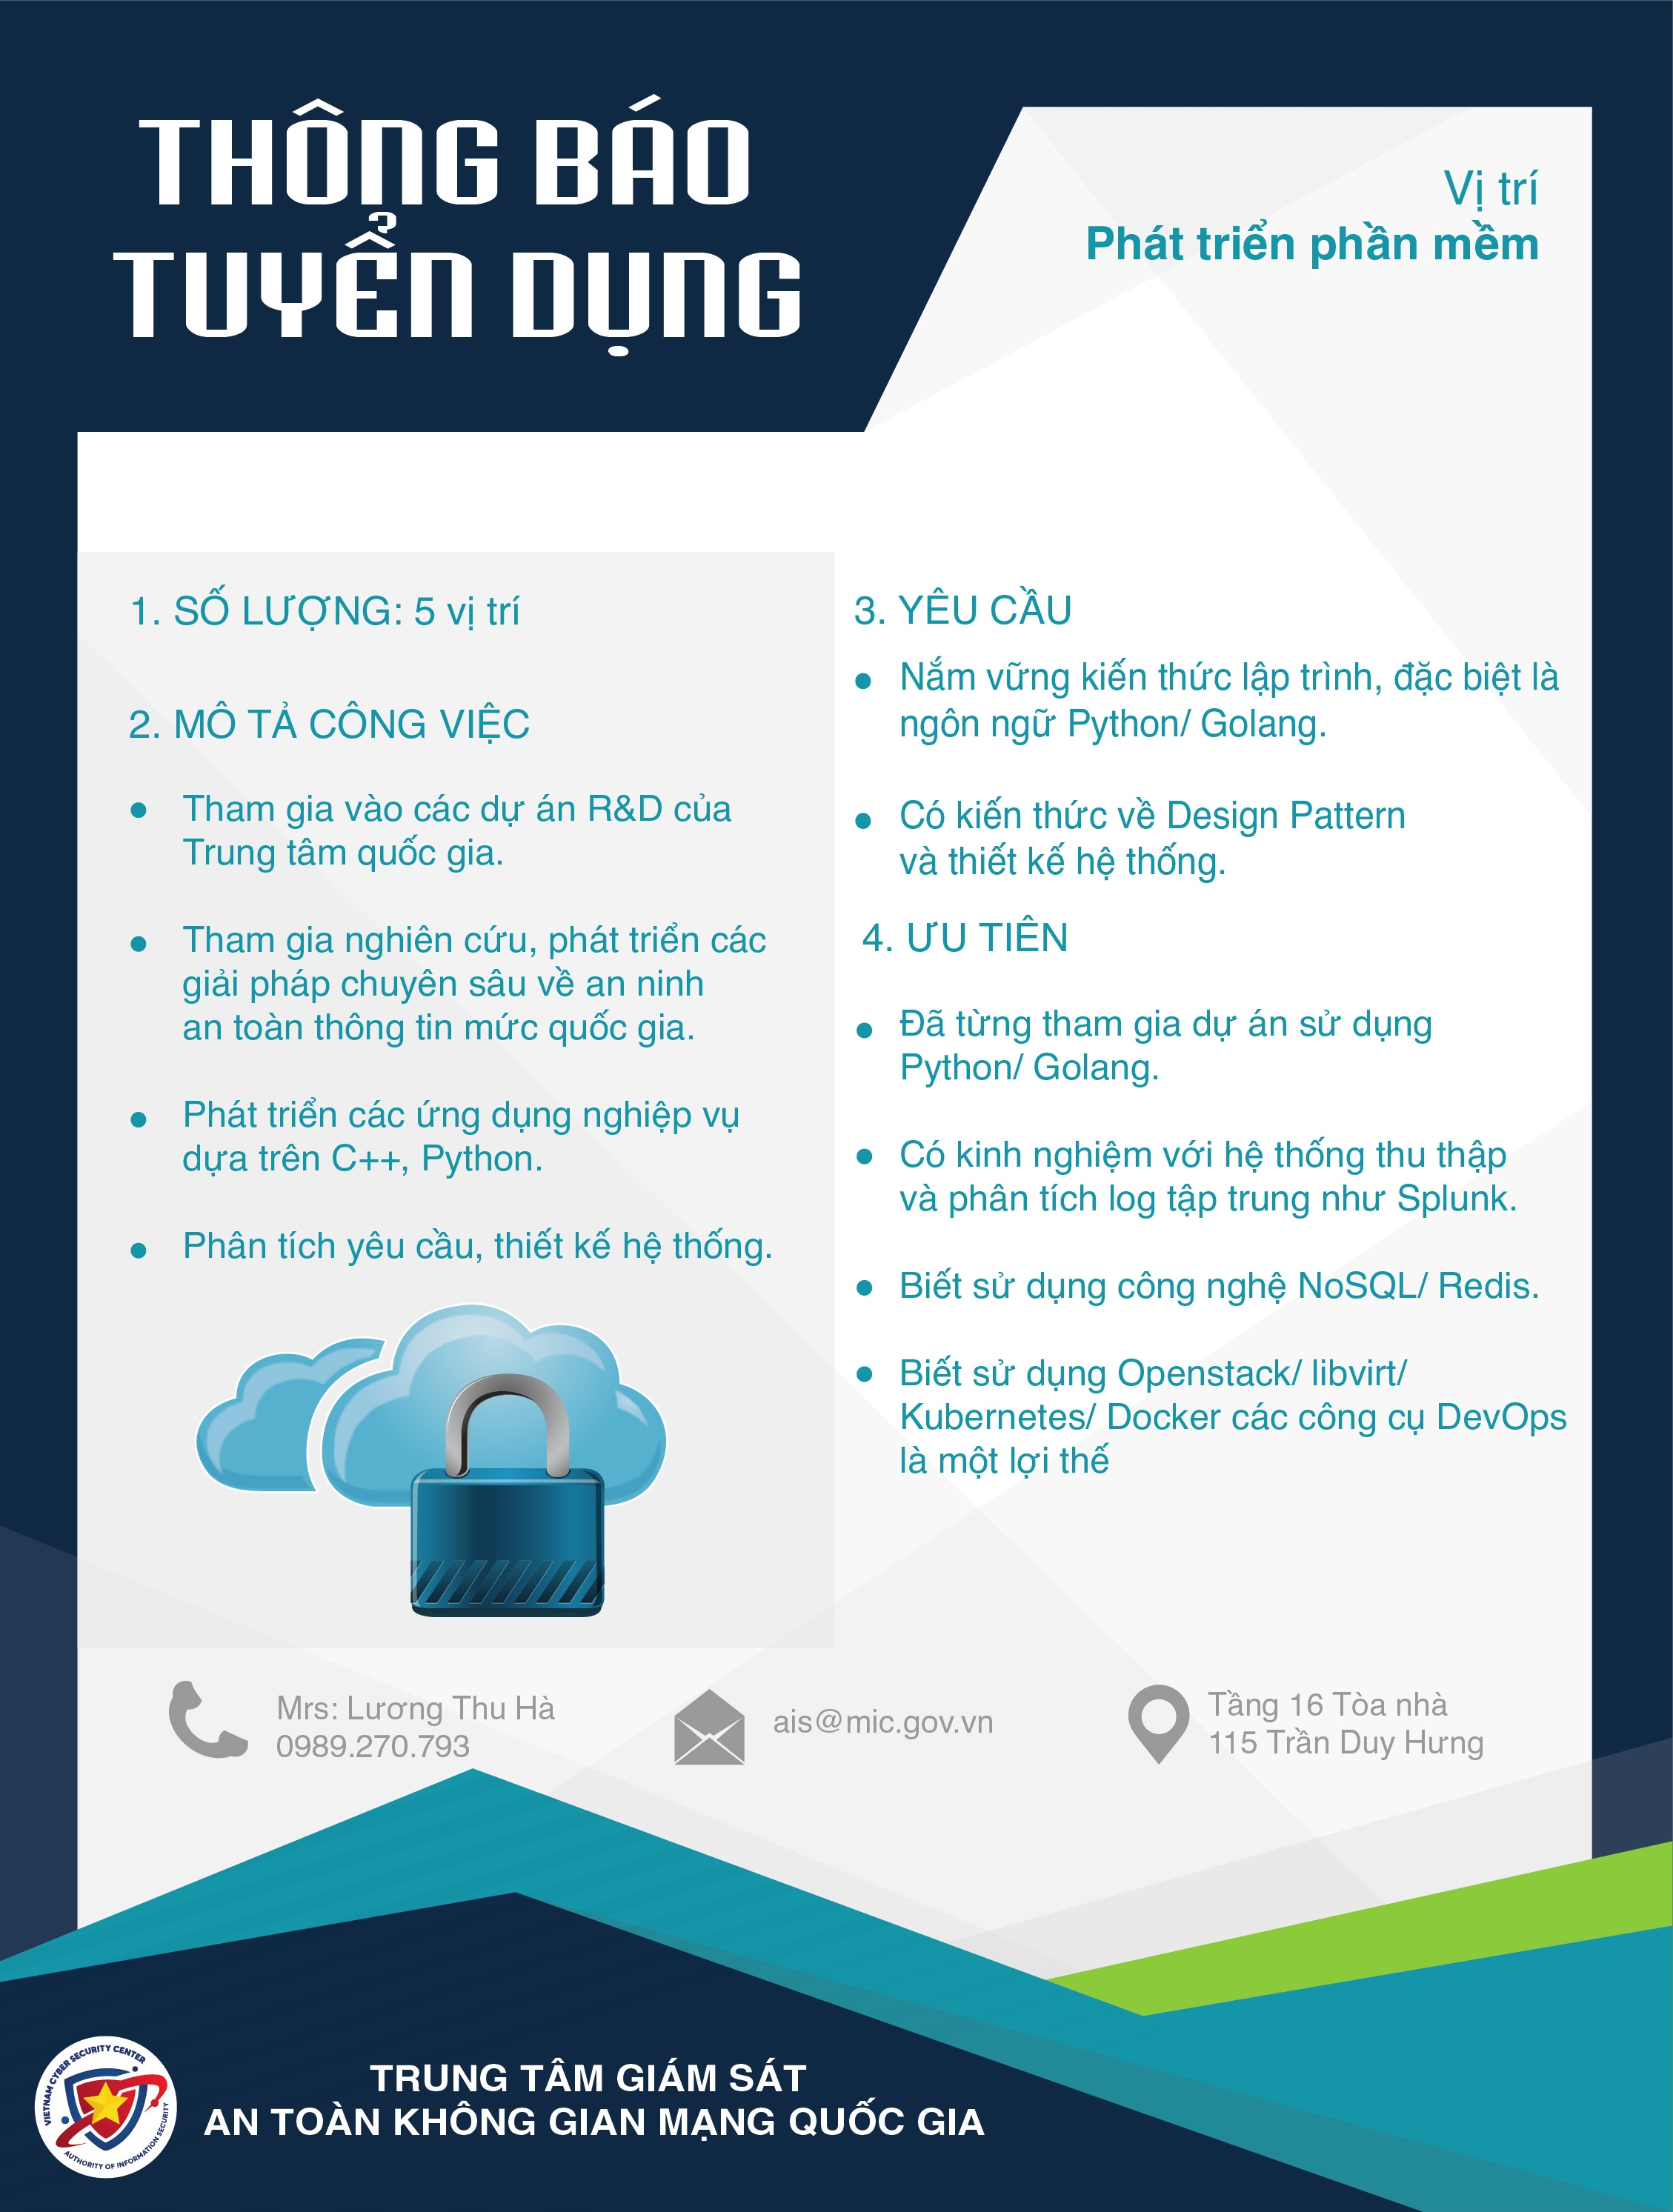 THÔNG BÁO
TUYỂN DỤNG
Vị trí
Phát triển phần mềm
1. SỐ LƯỢNG: 5 vị trí
2. MÔ TẢ CÔNG VIỆC
● Tham gia vào các dự án R&D của
Trung tâm quốc gia.
● Tham gia nghiên cứu, phát triển các
giải pháp chuyên sâu về an ninh
an toàn thông tin mức quốc gia.
● Phát triển các ứng dụng nghiệp vụ
dựa trên C++, Python.
● Phân tích yêu cầu, thiết kế hệ thống.
3. YÊU CẦU
● Nắm vững kiến thức lập trình, đặc biệt là
ngôn ngữ Python/ Golang.
● Có kiến thức về Design Pattern
và thiết kế hệ thống.
4. ƯU TIÊN
● Đã từng tham gia dự án sử dụng
Python/ Golang.
● Có kinh nghiệm với hệ thống thu thập
và phân tích log tập trung như Splunk.
● Biết sử dụng công nghệ NoSQL/ Redis.
● Biết sử dụng Openstack/ libvirt/
Kubernetes/ Docker các công cụ DevOps
là một lợi thế
Mrs: Lương Thu Hà
0989.270.793
ais@mic.gov.vn
Tầng 16 Tòa nhà
115 Trần Duy Hưng
VIETNAM CYBER SECURITY CENTER
AUTHORITY OF INFORMATION SECURITY
TRUNG TÂM GIÁM SÁT
AN TOÀN KHÔNG GIAN MẠNG QUỐC GIA